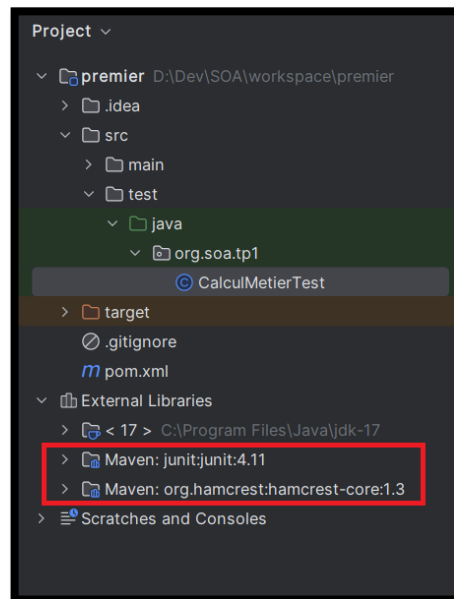 Project
premier D:\Dev\SOA\workspace\premier
.idea
src
main
test
java
org.soa.tp1
CalculMetierTest
target
.gitignore
pom.xml
External Libraries
< 17 > C:\Program Files\Java\jdk-17
Maven: junit:junit:4.11
Maven: org.hamcrest:hamcrest-core:1.3
Scratches and Consoles